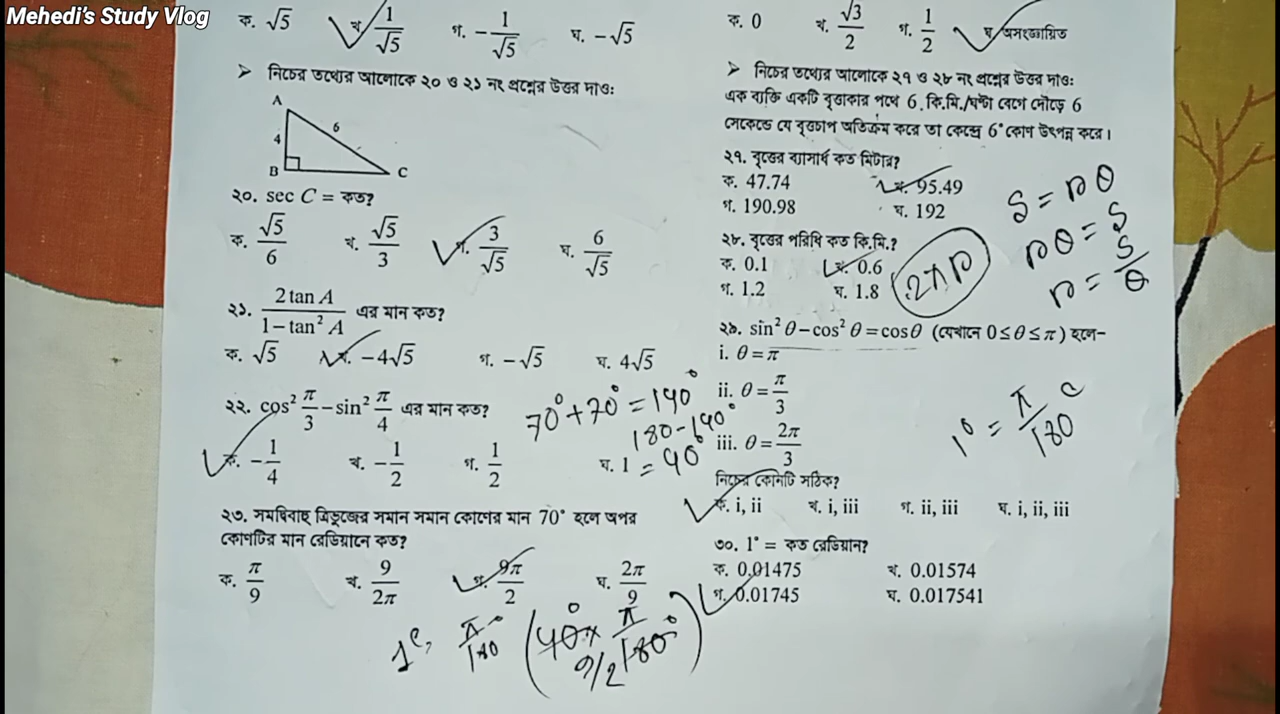 Mehedi's Study Vlog
ক. √5 খ. 1/√5 গ. -1/√5 ঘ. -√5
➢ নিচের তথ্যের আলোকে ২০ ও ২১ নং প্রশ্নের উত্তর দাও:
A
6
4
B
C
২০. sec C = কত?
ক. √5/6 খ. √5/3 গ. 3/√5 ঘ. 6/√5
২১. 2 tan A / 1 - tan² A এর মান কত?
ক. √5 খ. -4√5 গ. -√5 ঘ. 4√5
২২. cos² π/3 - sin² π/4 এর মান কত?
ক. -1/4 খ. -1/2 গ. 1/2 ঘ. 1
70° + 70° = 140°
180 - 140°
= 40°
২৩. সমদ্বিবাহু ত্রিভুজের সমান সমান কোণের মান 70° হলে অপর
কোণটির মান রেডিয়ানে কত?
ক. π/9 খ. 9/2π গ. 9π/2 ঘ. 2π/9
1c, π/180 (40° × π/180°)
9/2
ক. 0 খ. √3/2 গ. 1/2 ঘ. অসংজ্ঞায়িত
➢ নিচের তথ্যের আলোকে ২৭ ও ২৮ নং প্রশ্নের উত্তর দাও:
এক ব্যক্তি একটি বৃত্তাকার পথে 6 কি.মি./ঘণ্টা বেগে দৌড়ে 6
সেকেন্ডে যে বৃত্তচাপ অতিক্রম করে তা কেন্দ্রে 6° কোণ উৎপন্ন করে।
২৭. বৃত্তের ব্যাসার্ধ কত মিটার?
ক. 47.74 খ. 95.49
গ. 190.98 ঘ. 192
২৮. বৃত্তের পরিধি কত কি.মি.?
ক. 0.1 খ. 0.6
গ. 1.2 ঘ. 1.8
2πr
S = rθ
rθ = S
r = S/θ
২৯. sin² θ - cos² θ = cos θ (যেখানে 0 ≤ θ ≤ π) হলে-
i. θ = π
ii. θ = π/3
iii. θ = 2π/3
1° = π/180 c
নিচের কোনটি সঠিক?
ক. i, ii খ. i, iii গ. ii, iii ঘ. i, ii, iii
৩০. 1° = কত রেডিয়ান?
ক. 0.01475 খ. 0.01574
গ. 0.01745 ঘ. 0.017541